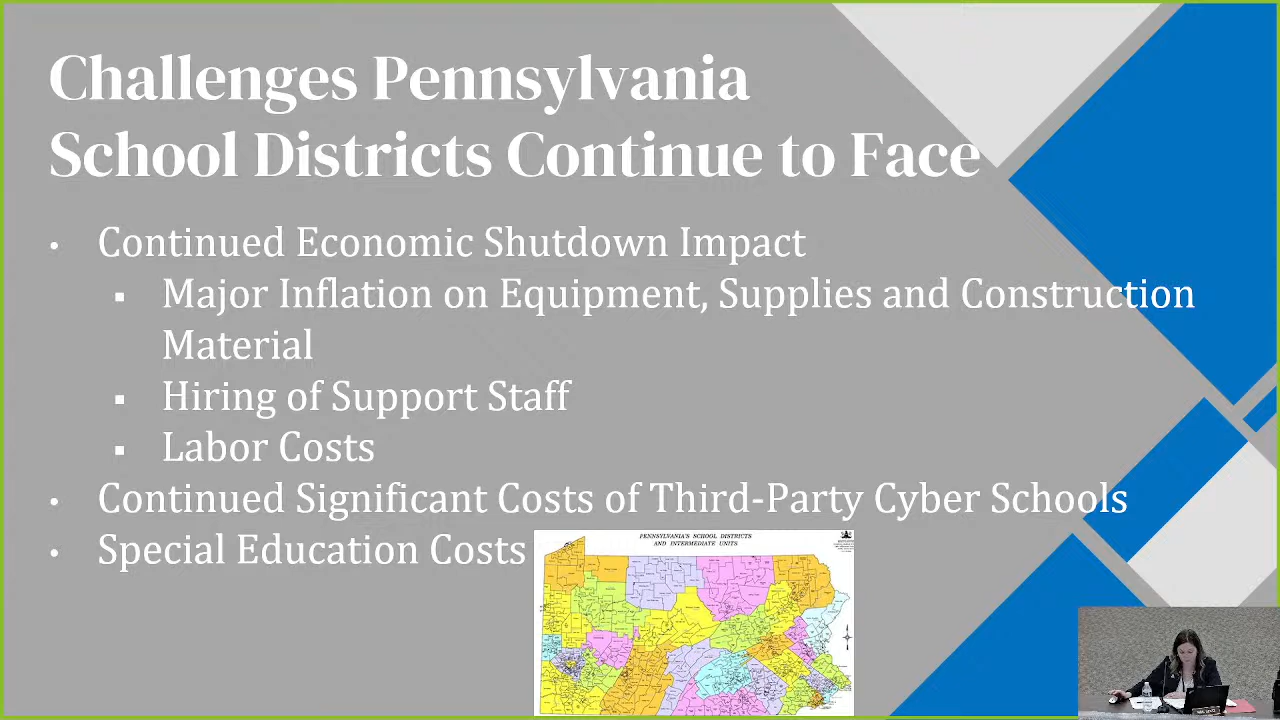 Challenges Pennsylvania
School Districts Continue to Face
• Continued Economic Shutdown Impact
▪ Major Inflation on Equipment, Supplies and Construction
Material
▪ Hiring of Support Staff
▪ Labor Costs
• Continued Significant Costs of Third-Party Cyber Schools
• Special Education Costs
PENNSYLVANIA'S SCHOOL DISTRICTS
AND INTERMEDIATE UNITS